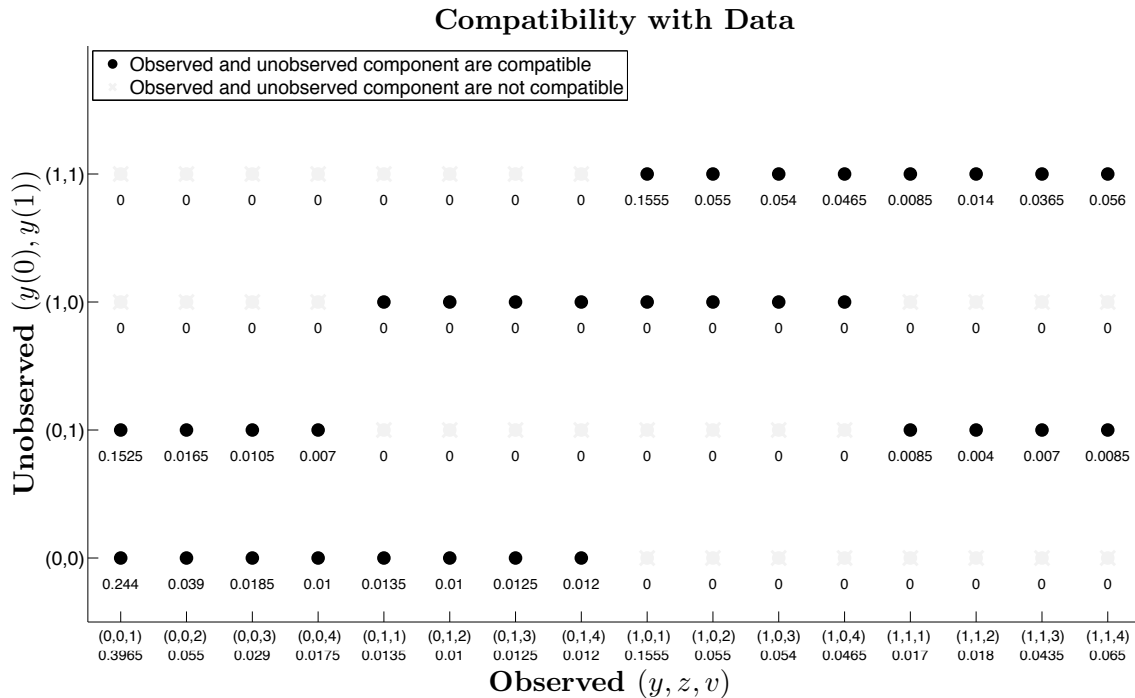 Compatibility with Data
Observed and unobserved component are compatible
Observed and unobserved component are not compatible
Unobserved (y(0), y(1))
(1,1)
0 0 0 0 0 0 0 0 0.1555 0.055 0.054 0.0465 0.0085 0.014 0.0365 0.056
(1,0)
0 0 0 0 0 0 0 0 0 0 0 0 0 0 0 0
(0,1)
0.1525 0.0165 0.0105 0.007 0 0 0 0 0 0 0 0 0.0085 0.004 0.007 0.0085
(0,0)
0.244 0.039 0.0185 0.01 0.0135 0.01 0.0125 0.012 0 0 0 0 0 0 0 0
(0,0,1) (0,0,2) (0,0,3) (0,0,4) (0,1,1) (0,1,2) (0,1,3) (0,1,4) (1,0,1) (1,0,2) (1,0,3) (1,0,4) (1,1,1) (1,1,2) (1,1,3) (1,1,4)
0.3965 0.055 0.029 0.0175 0.0135 0.01 0.0125 0.012 0.1555 0.055 0.054 0.0465 0.017 0.018 0.0435 0.065
Observed (y, z, v)